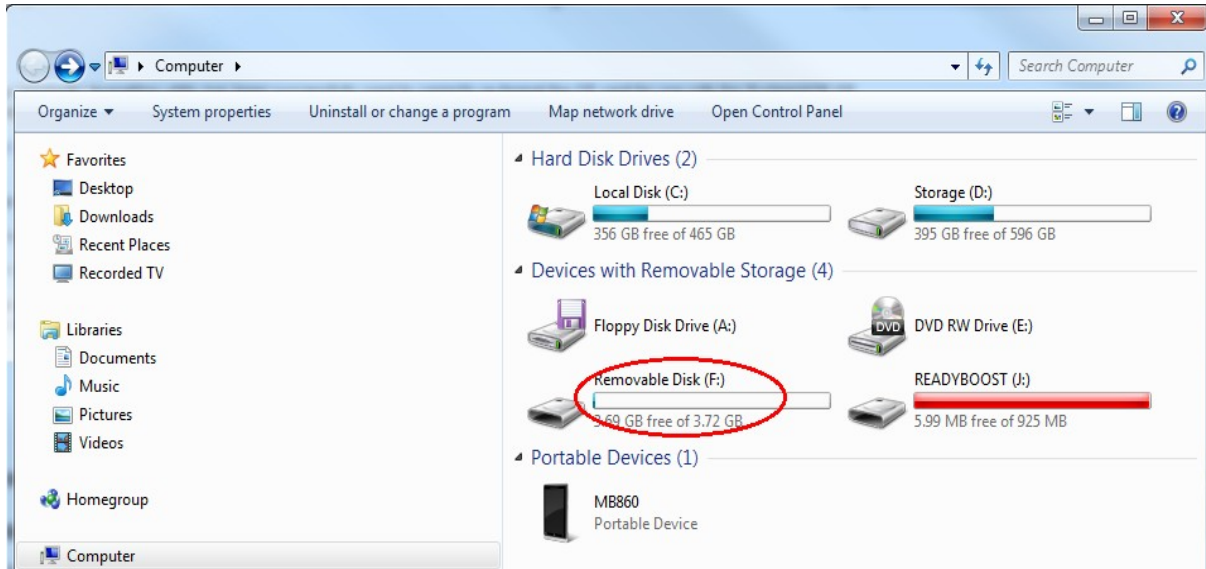 Computer
Search Computer
Organize
System properties
Uninstall or change a program
Map network drive
Open Control Panel
Favorites
Desktop
Downloads
Recent Places
Recorded TV
Libraries
Documents
Music
Pictures
Videos
Homegroup
Computer
Hard Disk Drives (2)
Local Disk (C:)
356 GB free of 465 GB
Storage (D:)
395 GB free of 596 GB
Devices with Removable Storage (4)
Floppy Disk Drive (A:)
DVD
DVD RW Drive (E:)
Removable Disk (F:)
3.69 GB free of 3.72 GB
READYBOOST (J:)
5.99 MB free of 925 MB
Portable Devices (1)
MB860
Portable Device